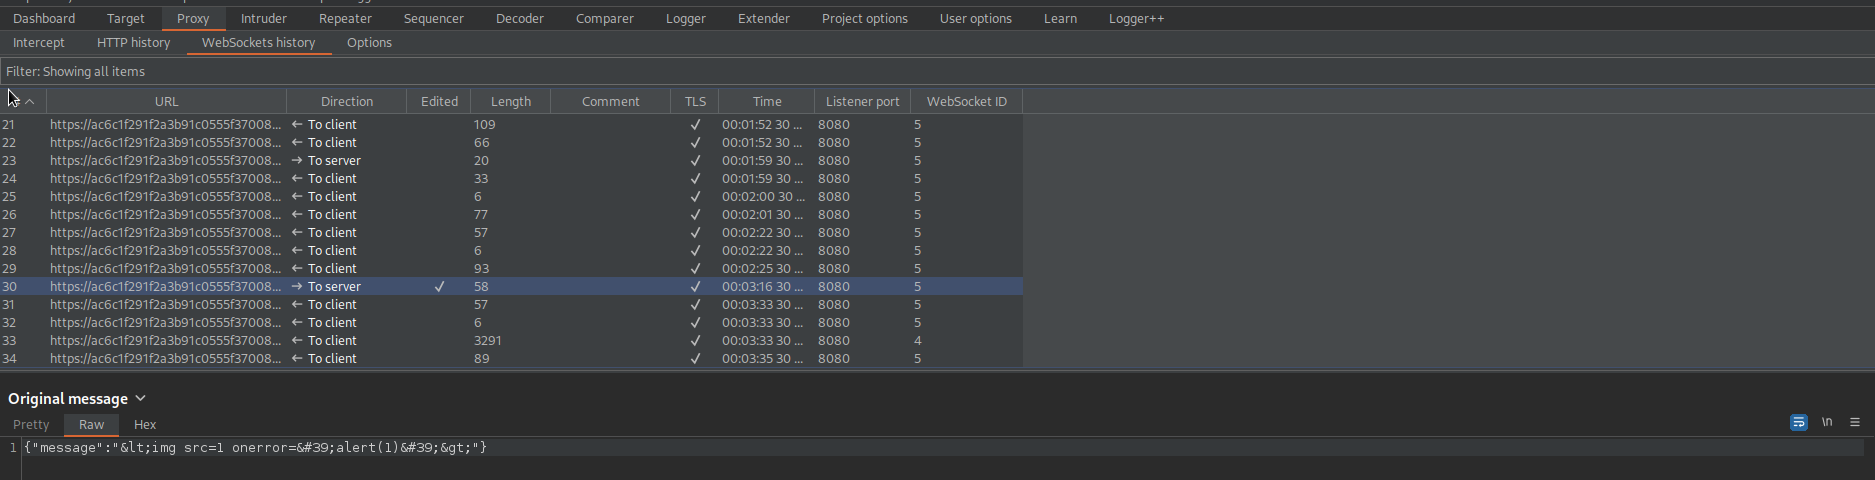 Dashboard Target Proxy Intruder Repeater Sequencer Decoder Comparer Logger Extender Project options User options Learn Logger++
Intercept HTTP history WebSockets history Options
Filter: Showing all items
URL Direction Edited Length Comment TLS Time Listener port WebSocket ID
21 https://ac6c1f291f2a3b91c0555f37008... ← To client 109 ✓ 00:01:52 30 ... 8080 5
22 https://ac6c1f291f2a3b91c0555f37008... ← To client 66 ✓ 00:01:52 30 ... 8080 5
23 https://ac6c1f291f2a3b91c0555f37008... → To server 20 ✓ 00:01:59 30 ... 8080 5
24 https://ac6c1f291f2a3b91c0555f37008... ← To client 33 ✓ 00:01:59 30 ... 8080 5
25 https://ac6c1f291f2a3b91c0555f37008... ← To client 6 ✓ 00:02:00 30 ... 8080 5
26 https://ac6c1f291f2a3b91c0555f37008... ← To client 77 ✓ 00:02:01 30 ... 8080 5
27 https://ac6c1f291f2a3b91c0555f37008... ← To client 57 ✓ 00:02:22 30 ... 8080 5
28 https://ac6c1f291f2a3b91c0555f37008... ← To client 6 ✓ 00:02:22 30 ... 8080 5
29 https://ac6c1f291f2a3b91c0555f37008... ← To client 93 ✓ 00:02:25 30 ... 8080 5
30 https://ac6c1f291f2a3b91c0555f37008... → To server ✓ 58 ✓ 00:03:16 30 ... 8080 5
31 https://ac6c1f291f2a3b91c0555f37008... ← To client 57 ✓ 00:03:33 30 ... 8080 5
32 https://ac6c1f291f2a3b91c0555f37008... ← To client 6 ✓ 00:03:33 30 ... 8080 5
33 https://ac6c1f291f2a3b91c0555f37008... ← To client 3291 ✓ 00:03:33 30 ... 8080 4
34 https://ac6c1f291f2a3b91c0555f37008... ← To client 89 ✓ 00:03:35 30 ... 8080 5
Original message
Pretty Raw Hex \n
1 {"message":"&lt;img src=1 onerror=&#39;alert(1)&#39;&gt;"}